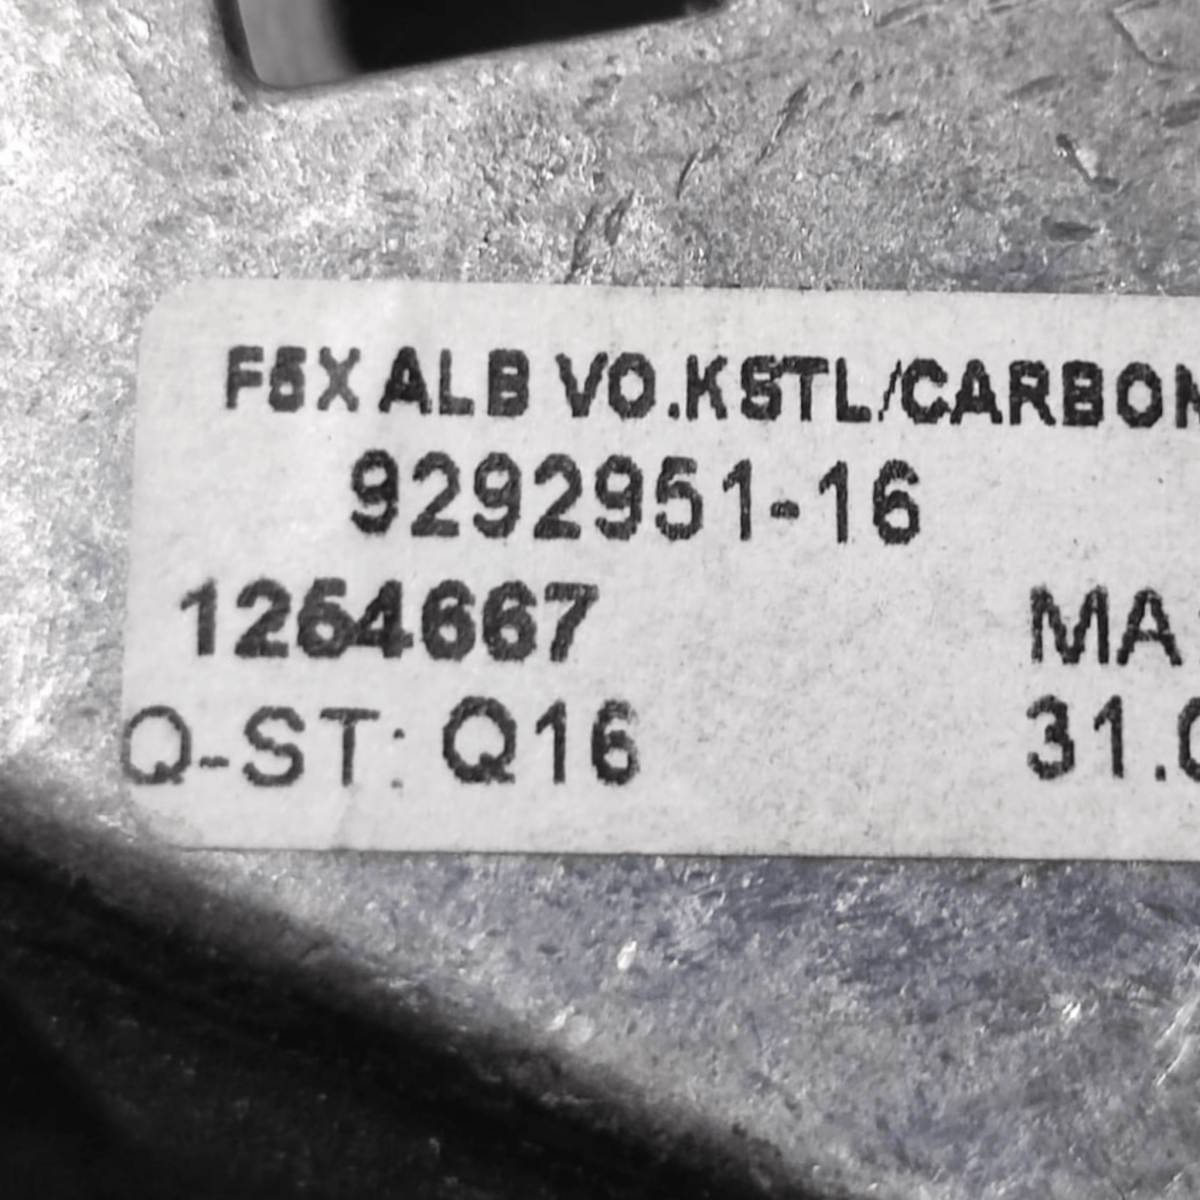 F5X ALB VO.KSTL/CARBON
9292951-16
1264667 MA
Q-ST: Q16 31.0